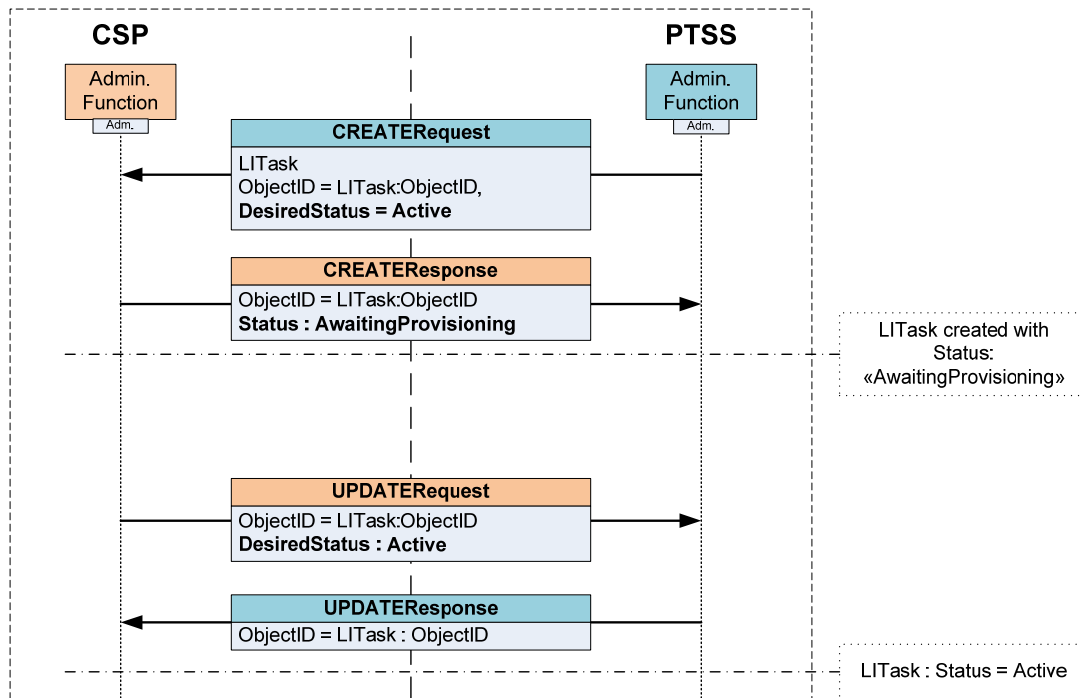 CSP
PTSS
Admin.
Function
Adm.
Admin.
Function
Adm.
CREATERequest
LITask
ObjectID = LITask:ObjectID,
DesiredStatus = Active
CREATEResponse
ObjectID = LITask:ObjectID
Status : AwaitingProvisioning
LITask created with
Status:
«AwaitingProvisioning»
UPDATERequest
ObjectID = LITask:ObjectID
DesiredStatus : Active
UPDATEResponse
ObjectID = LITask : ObjectID
LITask : Status = Active